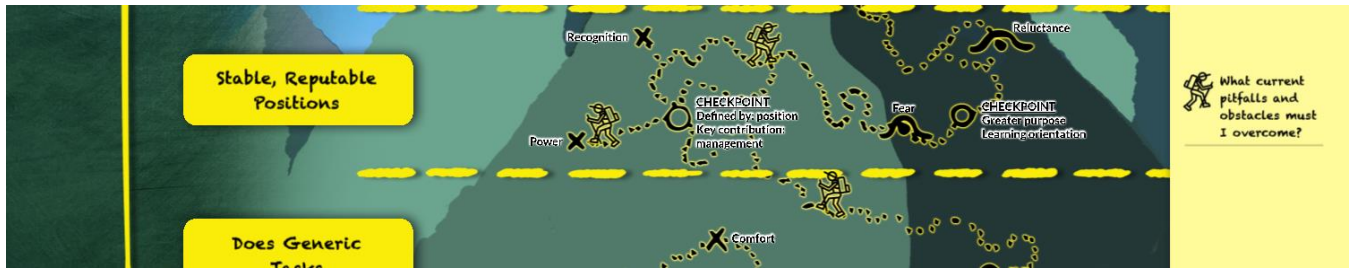 Stable, Reputable
Positions
Recognition
Reluctance
CHECKPOINT
Defined by: position
Key contribution:
management
Power
Fear
CHECKPOINT
Greater purpose
Learning orientation
What current
pitfalls and
obstacles must
I overcome?
Does Generic
Tasks
Comfort